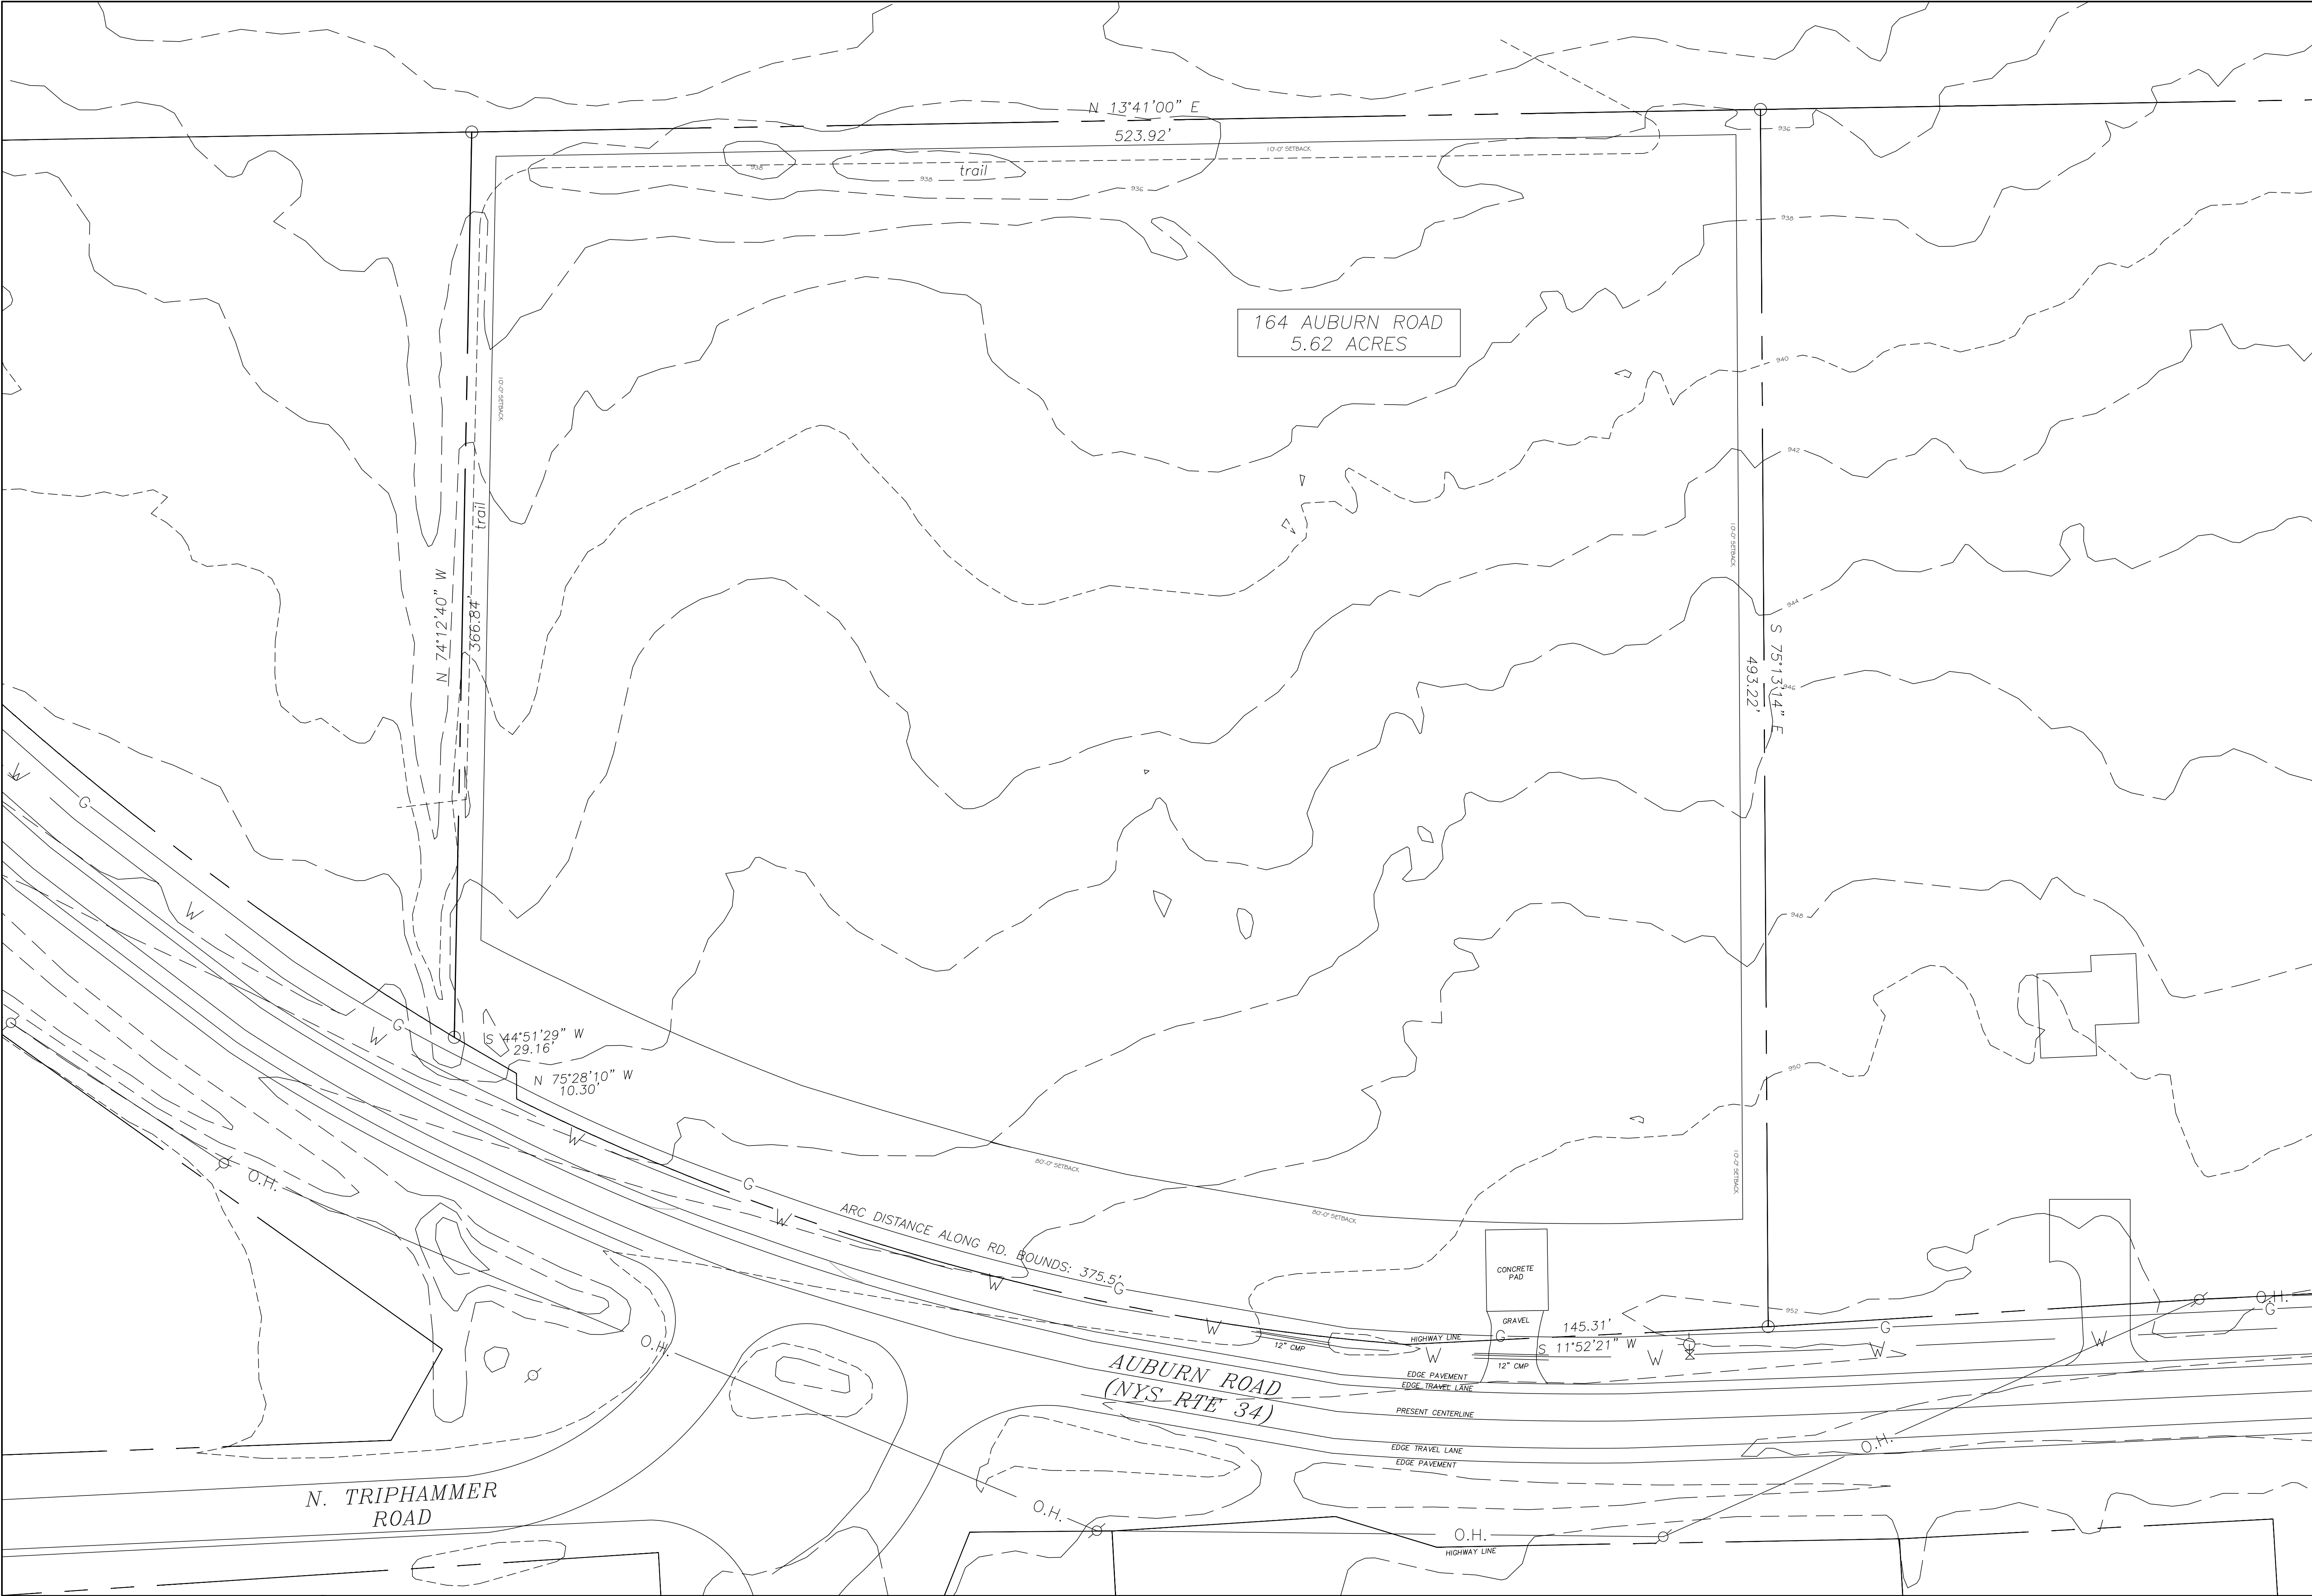 N 13°41'00" E
523.92'
10'-0" SETBACK
936
938
938
trail
936
938
164 AUBURN ROAD
5.62 ACRES
940
10'-0" SETBACK
942
trail
10'-0" SETBACK
N 74°12'40" W
366.84'
944
S 75°13'14" E
493.22'
946
G
W
W
948
G
W
S 44°51'29" W
29.16'
950
N 75°28'10" W
10.30'
W
80'-0" SETBACK
10'-0" SETBACK
O.H.
G
W
80'-0" SETBACK
ARC DISTANCE ALONG RD. BOUNDS: 375.5'
W
G
CONCRETE
PAD
952
O.H.
G
GRAVEL
145.31'
G
W
HIGHWAY LINE
G
S 11°52'21" W
12" CMP
W
W
W
W
12" CMP
O.H.
AUBURN ROAD
(NYS RTE 34)
EDGE PAVEMENT
EDGE TRAVEL LANE
PRESENT CENTERLINE
EDGE TRAVEL LANE
O.H.
EDGE PAVEMENT
N. TRIPHAMMER
ROAD
O.H.
O.H.
HIGHWAY LINE